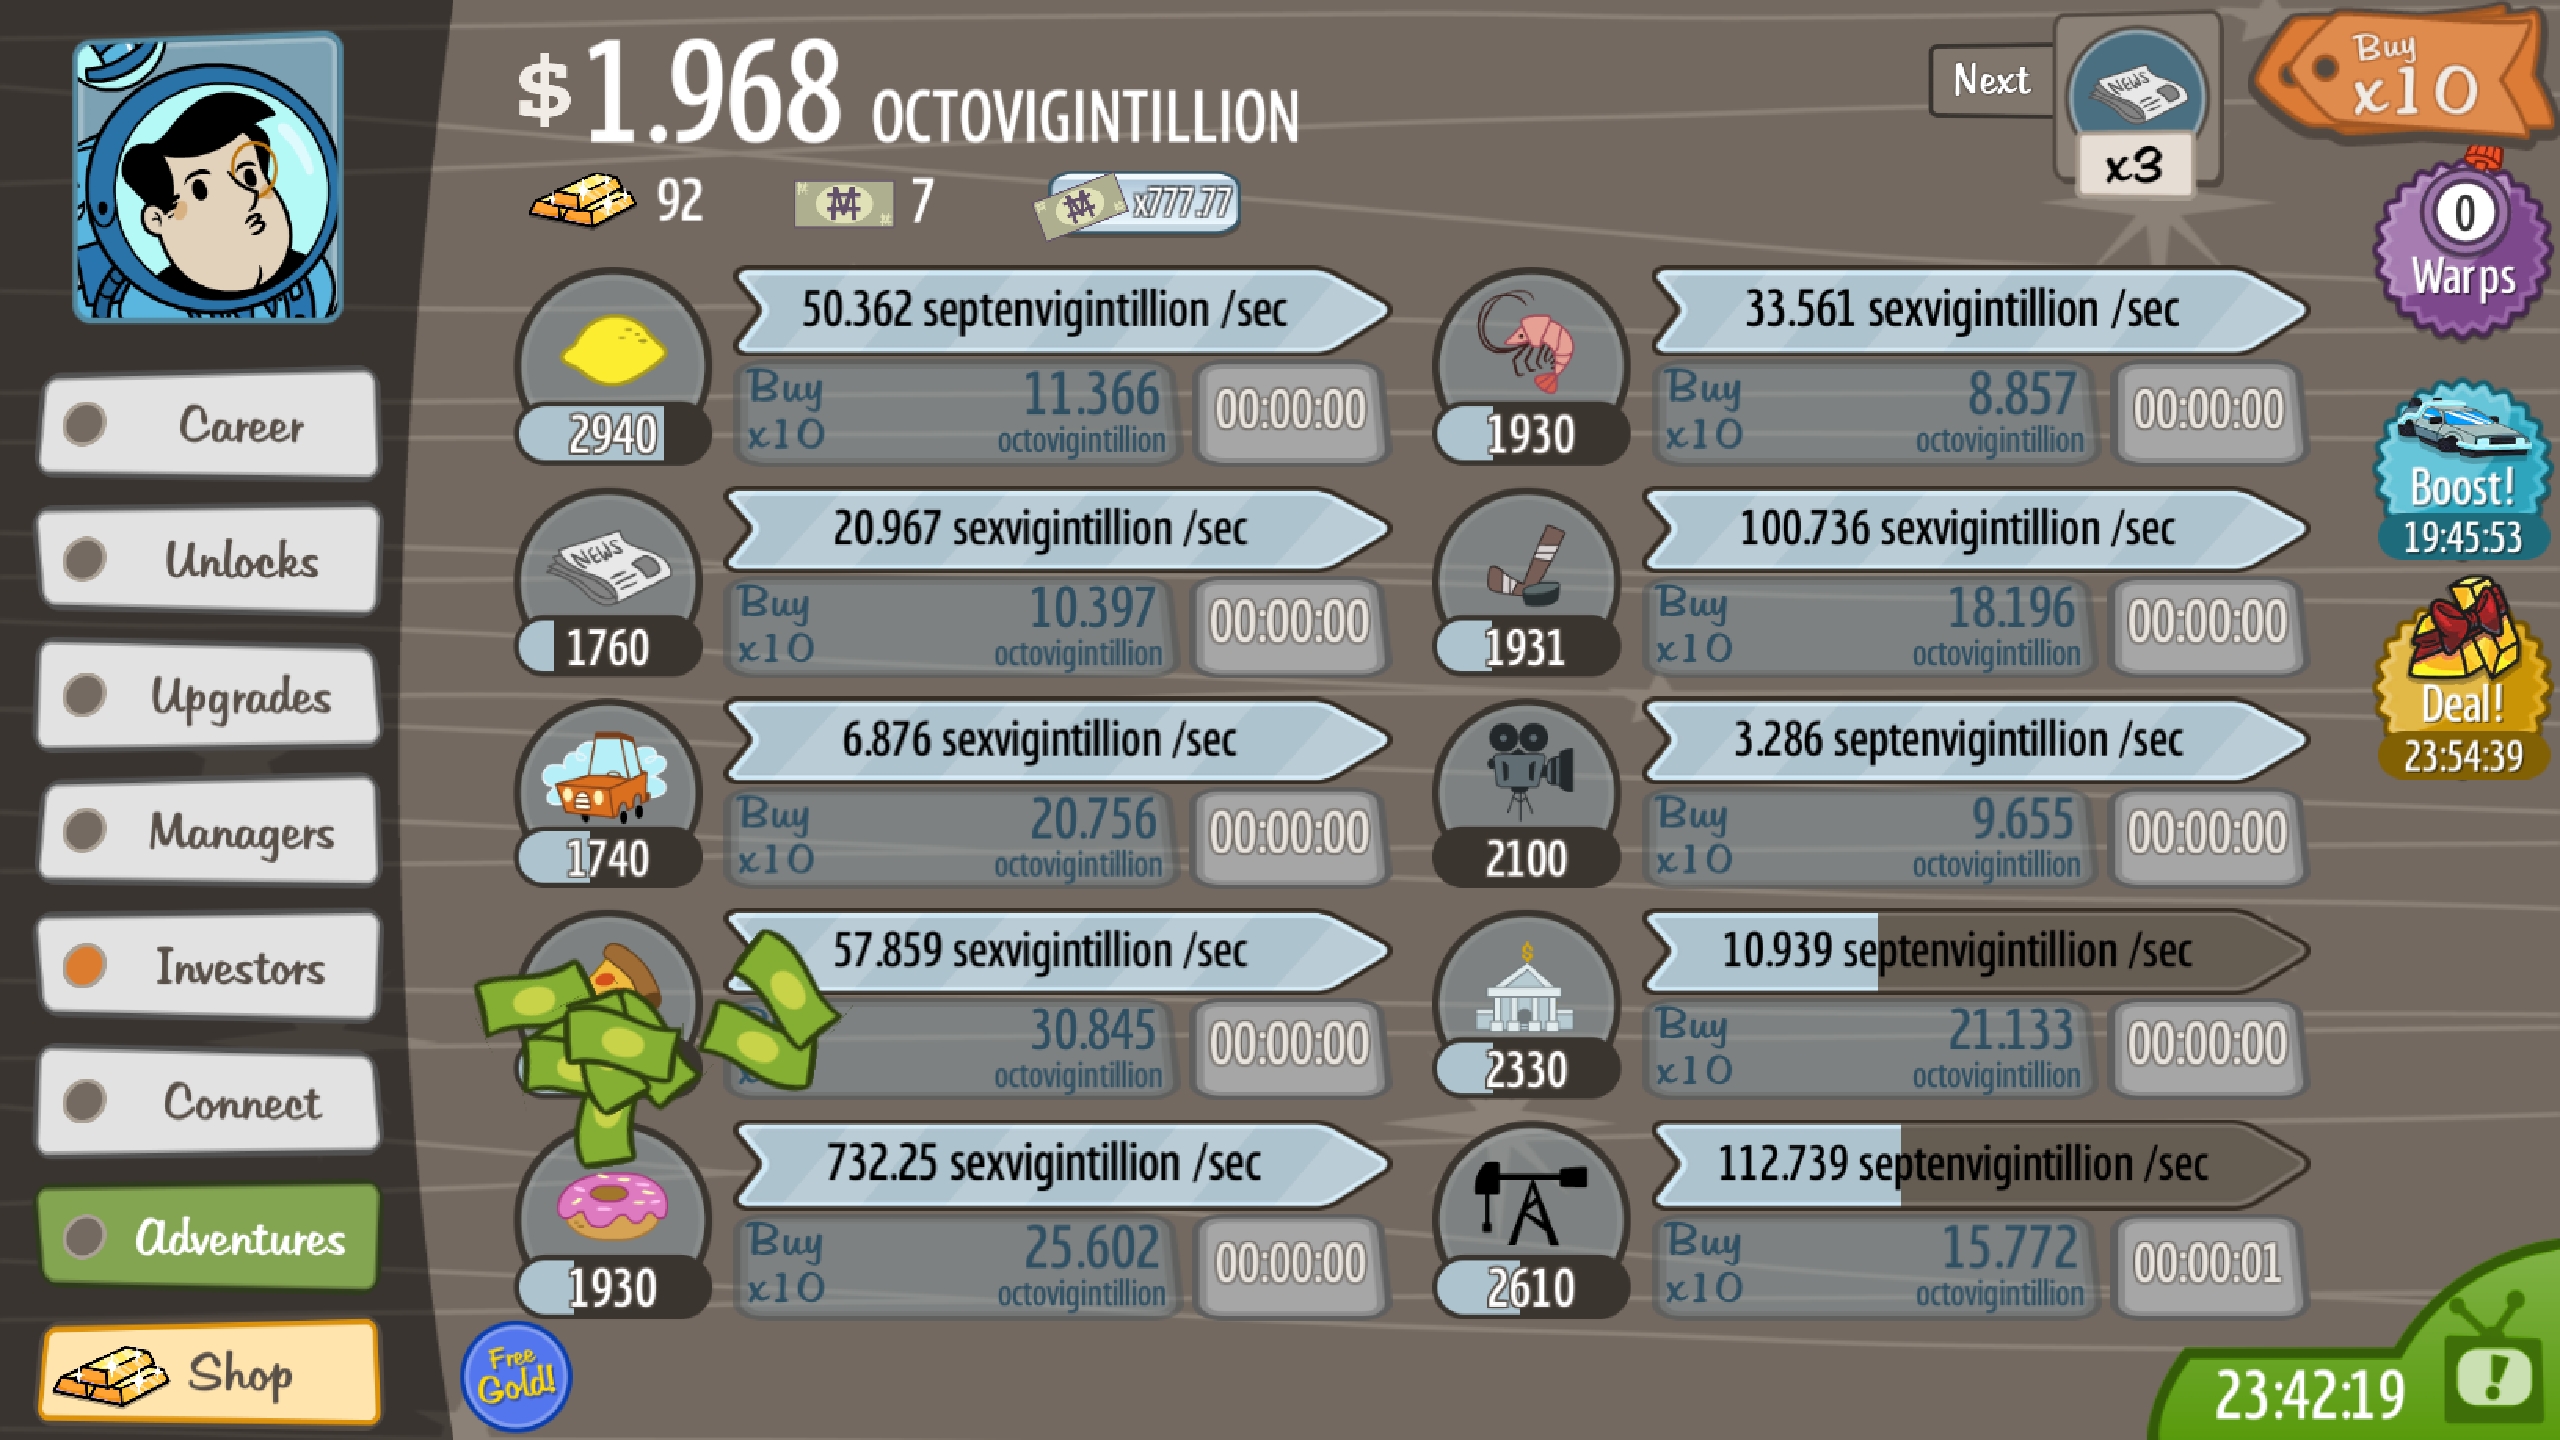 $1.968 OCTOVIGINTILLION
92
7
x777.77
Next
NEWS
x3
Buy
x10
0
Warps
Boost!
19:45:53
Deal!
23:54:39
Career
Unlocks
Upgrades
Managers
Investors
Connect
Adventures
Shop
50.362 septenvigintillion /sec
2940
Buy
x10
11.366
octovigintillion
00:00:00
33.561 sexvigintillion /sec
1930
Buy
x10
8.857
octovigintillion
00:00:00
20.967 sexvigintillion /sec
NEWS
1760
Buy
x10
10.397
octovigintillion
00:00:00
100.736 sexvigintillion /sec
1931
Buy
x10
18.196
octovigintillion
00:00:00
6.876 sexvigintillion /sec
1740
Buy
x10
20.756
octovigintillion
00:00:00
3.286 septenvigintillion /sec
2100
Buy
x10
9.655
octovigintillion
00:00:00
57.859 sexvigintillion /sec
30.845
octovigintillion
00:00:00
10.939 septenvigintillion /sec
$
2330
Buy
x10
21.133
octovigintillion
00:00:00
732.25 sexvigintillion /sec
1930
Buy
x10
25.602
octovigintillion
00:00:00
112.739 septenvigintillion /sec
2610
Buy
x10
15.772
octovigintillion
00:00:01
Free
Gold!
23:42:19
!